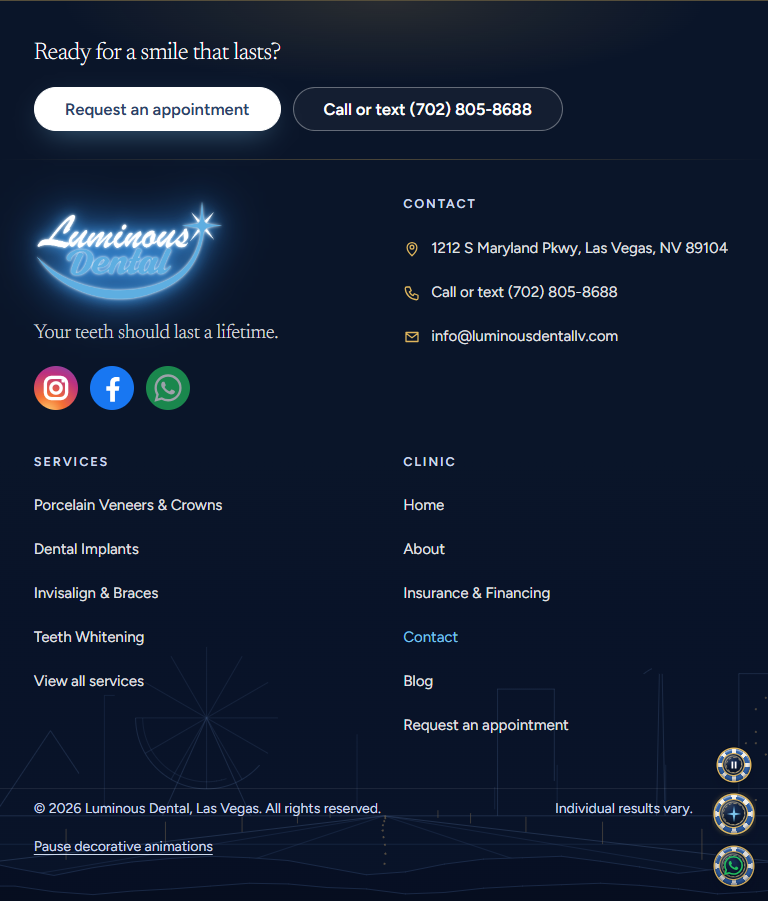 Ready for a smile that lasts?
Request an appointment
Call or text (702) 805-8688
Luminous
Dental
Your teeth should last a lifetime.
CONTACT
1212 S Maryland Pkwy, Las Vegas, NV 89104
Call or text (702) 805-8688
info@luminousdentallv.com
SERVICES
Porcelain Veneers & Crowns
Dental Implants
Invisalign & Braces
Teeth Whitening
View all services
CLINIC
Home
About
Insurance & Financing
Contact
Blog
Request an appointment
© 2026 Luminous Dental, Las Vegas. All rights reserved.
Individual results vary.
Pause decorative animations